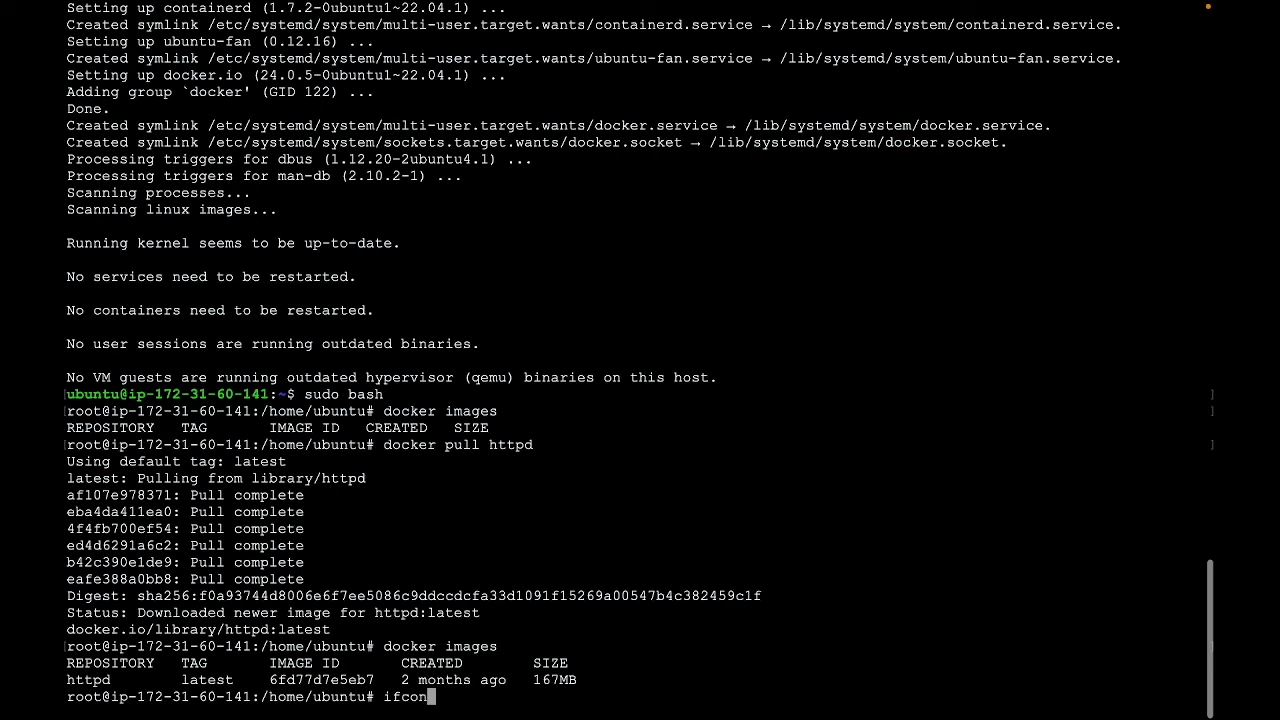 Setting up containerd (1.7.2-0ubuntu1~22.04.1) ...
Created symlink /etc/systemd/system/multi-user.target.wants/containerd.service → /lib/systemd/system/containerd.service.
Setting up ubuntu-fan (0.12.16) ...
Created symlink /etc/systemd/system/multi-user.target.wants/ubuntu-fan.service → /lib/systemd/system/ubuntu-fan.service.
Setting up docker.io (24.0.5-0ubuntu1~22.04.1) ...
Adding group `docker' (GID 122) ...
Done.
Created symlink /etc/systemd/system/multi-user.target.wants/docker.service → /lib/systemd/system/docker.service.
Created symlink /etc/systemd/system/sockets.target.wants/docker.socket → /lib/systemd/system/docker.socket.
Processing triggers for dbus (1.12.20-2ubuntu4.1) ...
Processing triggers for man-db (2.10.2-1) ...
Scanning processes...
Scanning linux images...
Running kernel seems to be up-to-date.
No services need to be restarted.
No containers need to be restarted.
No user sessions are running outdated binaries.
No VM guests are running outdated hypervisor (qemu) binaries on this host.
[ubuntu@ip-172-31-60-141:~$ sudo bash ]
[root@ip-172-31-60-141:/home/ubuntu# docker images ]
REPOSITORY   TAG       IMAGE ID   CREATED   SIZE
[root@ip-172-31-60-141:/home/ubuntu# docker pull httpd ]
Using default tag: latest
latest: Pulling from library/httpd
af107e978371: Pull complete
eba4da411ea0: Pull complete
4f4fb700ef54: Pull complete
ed4d6291a6c2: Pull complete
b42c390e1de9: Pull complete
eafe388a0bb8: Pull complete
Digest: sha256:f0a93744d8006e6f7ee5086c9ddccdcfa33d1091f15269a00547b4c382459c1f
Status: Downloaded newer image for httpd:latest
docker.io/library/httpd:latest
[root@ip-172-31-60-141:/home/ubuntu# docker images ]
REPOSITORY   TAG       IMAGE ID       CREATED        SIZE
httpd        latest    6fd77d7e5eb7   2 months ago   167MB
root@ip-172-31-60-141:/home/ubuntu# ifcon